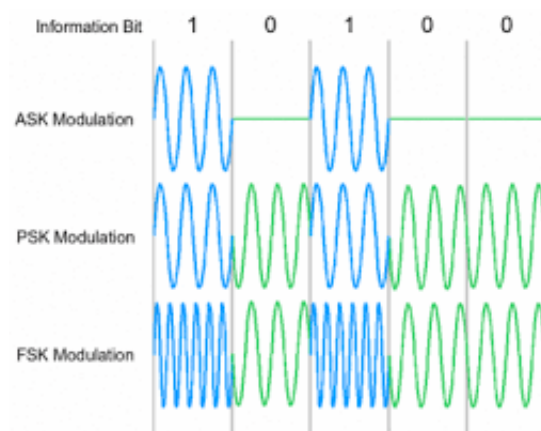 Information Bit 1 0 1 0 0
ASK Modulation
PSK Modulation
FSK Modulation